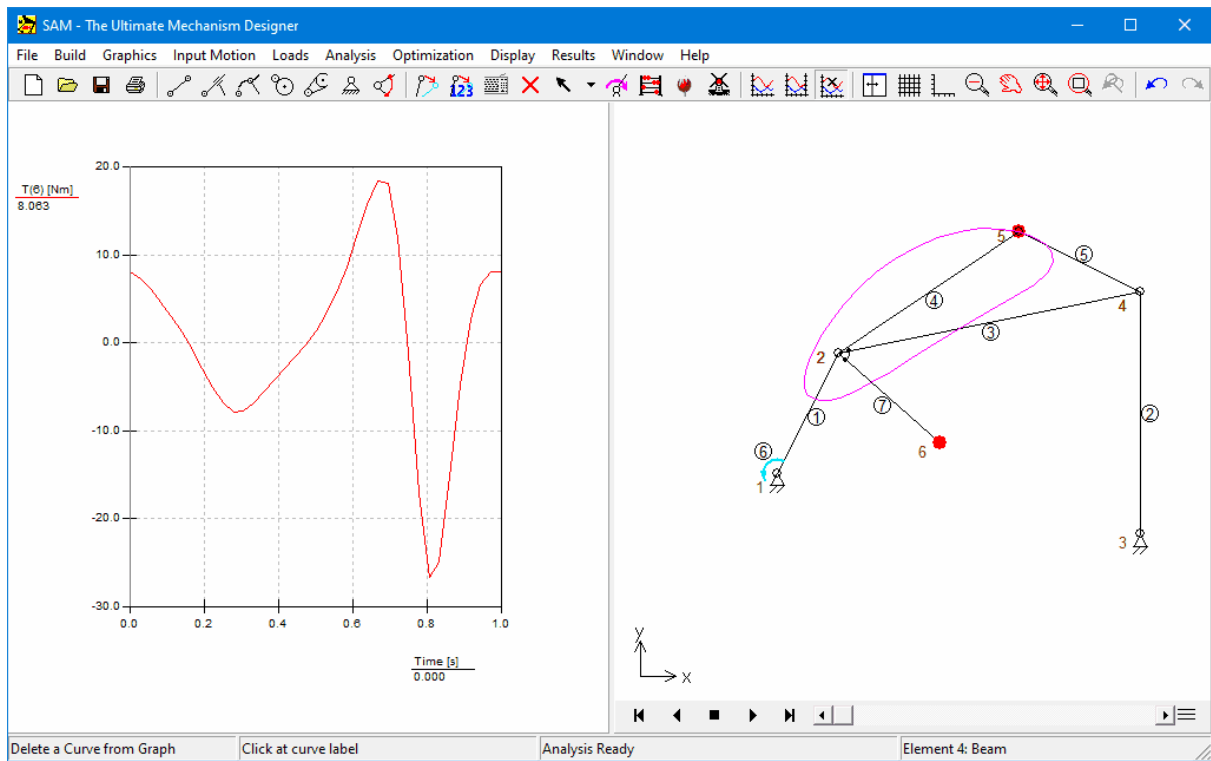 SAM - The Ultimate Mechanism Designer
File Build Graphics Input Motion Loads Analysis Optimization Display Results Window Help
123
T(6) [Nm]
8.063
20.0
10.0
0.0
-10.0
-20.0
-30.0
0.0 0.2 0.4 0.6 0.8 1.0
Time [s]
0.000
5
5
4
4
3
2
7
1
2
6
6
1
3
y
x
Delete a Curve from Graph Click at curve label Analysis Ready Element 4: Beam